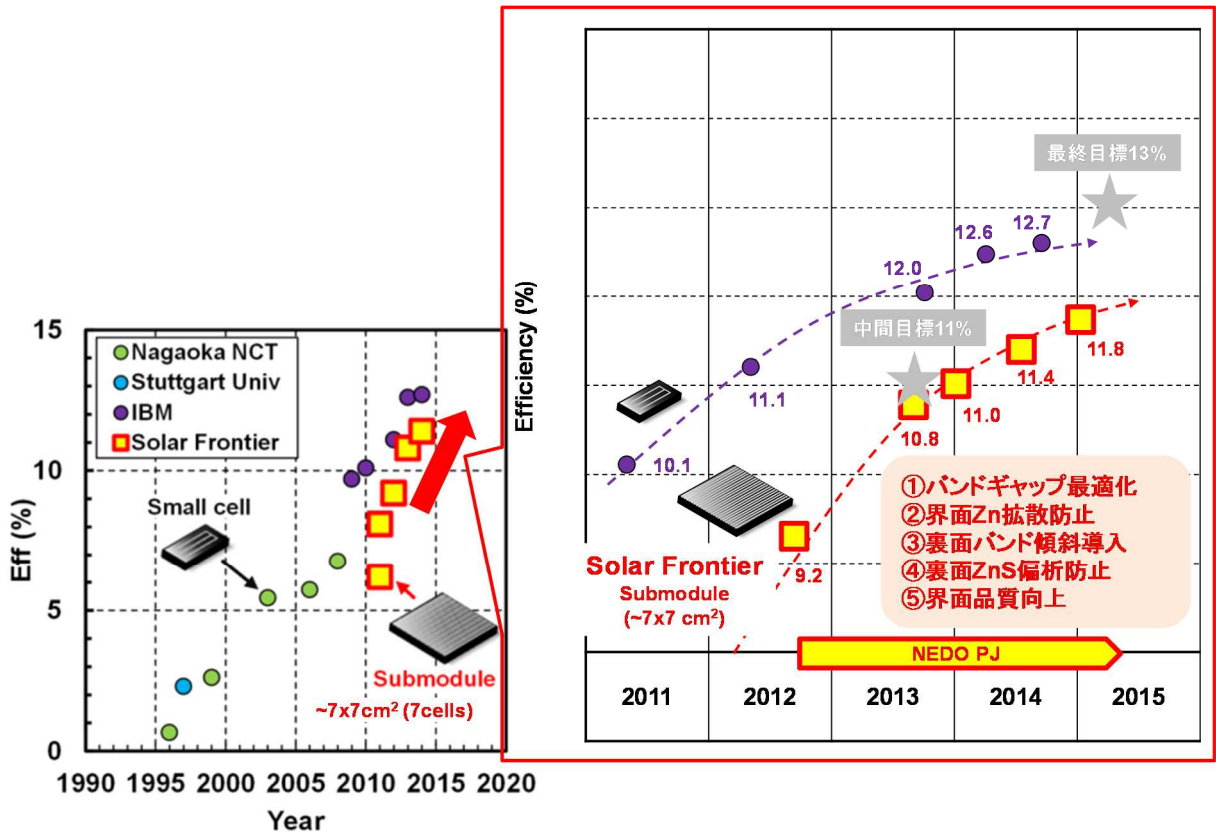 15
10
5
0
Eff (%)
Nagaoka NCT
Stuttgart Univ
IBM
Solar Frontier
Small cell
Submodule
~7x7cm² (7cells)
1990 1995 2000 2005 2010 2015 2020
Year
Efficiency (%)
最終目標13%
12.6
12.7
12.0
中間目標11%
11.8
11.4
11.1
11.0
10.8
10.1
9.2
①バンドギャップ最適化
②界面Zn拡散防止
③裏面バンド傾斜導入
④裏面ZnS偏析防止
⑤界面品質向上
Solar Frontier
Submodule
(~7x7 cm²)
NEDO PJ
2011 2012 2013 2014 2015